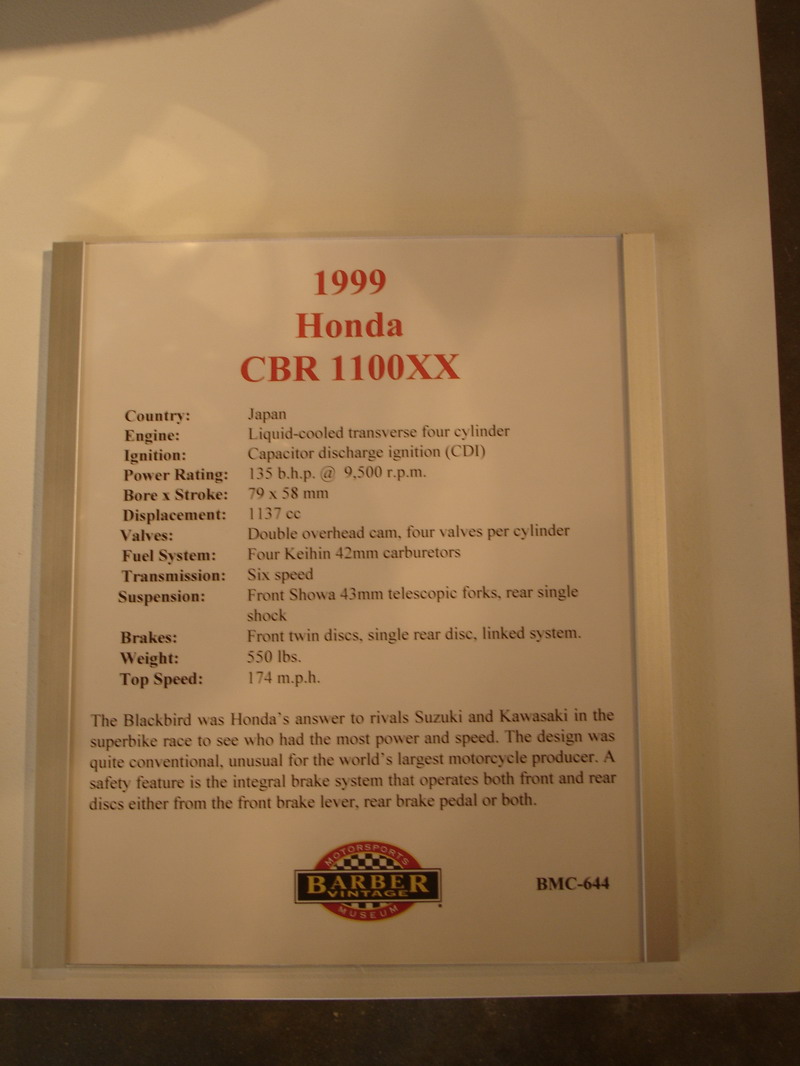 1999
Honda
CBR 1100XX
Country: Japan
Engine: Liquid-cooled transverse four cylinder
Ignition: Capacitor discharge ignition (CDI)
Power Rating: 135 b.h.p. @ 9,500 r.p.m.
Bore x Stroke: 79 x 58 mm
Displacement: 1137 cc
Valves: Double overhead cam, four valves per cylinder
Fuel System: Four Keihin 42mm carburetors
Transmission: Six speed
Suspension: Front Showa 43mm telescopic forks, rear single
shock
Brakes: Front twin discs, single rear disc, linked system.
Weight: 550 lbs.
Top Speed: 174 m.p.h.
The Blackbird was Honda's answer to rivals Suzuki and Kawasaki in the
superbike race to see who had the most power and speed. The design was
quite conventional, unusual for the world's largest motorcycle producer. A
safety feature is the integral brake system that operates both front and rear
discs either from the front brake lever, rear brake pedal or both.
MOTORSPORTS
BARBER
VINTAGE
MUSEUM
BMC-644